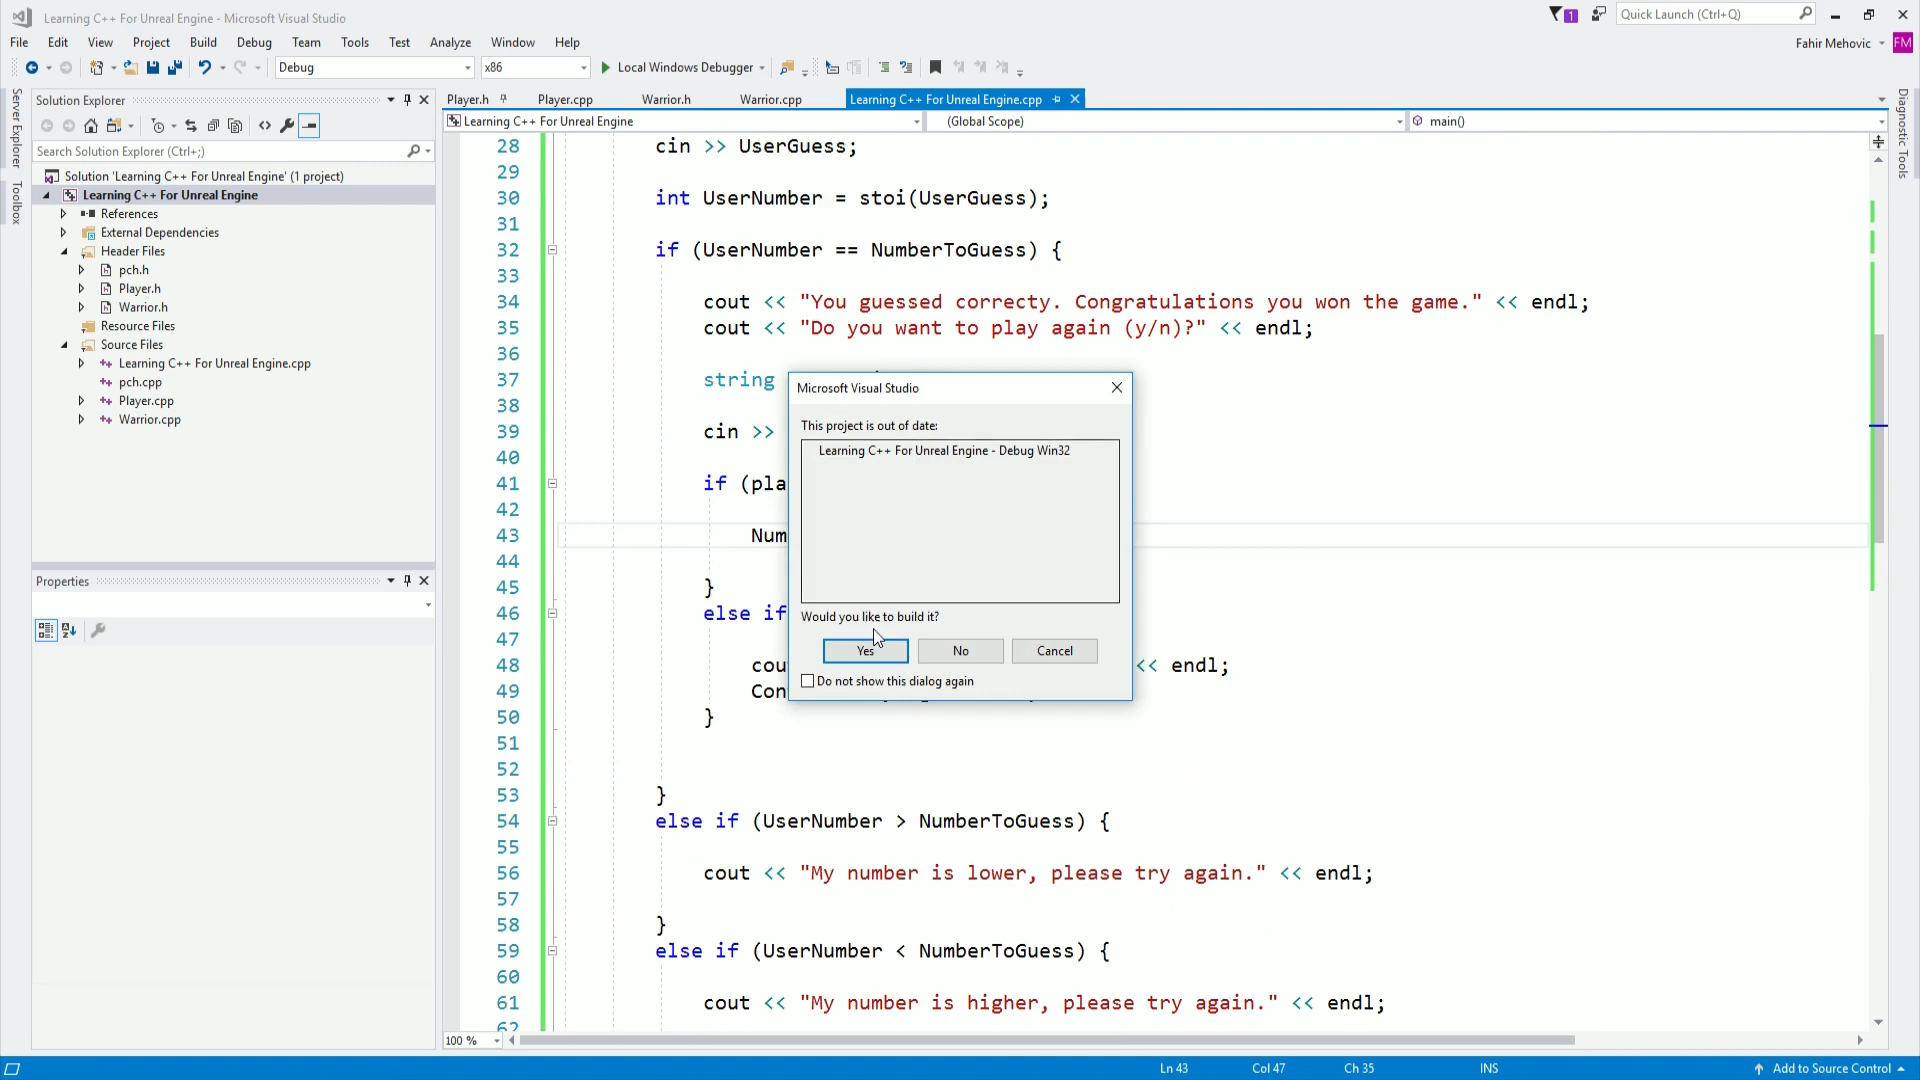 Learning C++ For Unreal Engine - Microsoft Visual Studio
1
Quick Launch (Ctrl+Q)
File Edit View Project Build Debug Team Tools Test Analyze Window Help
Fahir Mehovic
FM
Debug
x86
Local Windows Debugger
Server Explorer
Toolbox
Solution Explorer
Search Solution Explorer (Ctrl+;)
Solution 'Learning C++ For Unreal Engine' (1 project)
Learning C++ For Unreal Engine
References
External Dependencies
Header Files
pch.h
Player.h
Warrior.h
Resource Files
Source Files
Learning C++ For Unreal Engine.cpp
pch.cpp
Player.cpp
Warrior.cpp
Properties
Player.h Player.cpp Warrior.h Warrior.cpp Learning C++ For Unreal Engine.cpp
Learning C++ For Unreal Engine (Global Scope) main()
28 cin >> UserGuess;
29
30 int UserNumber = stoi(UserGuess);
31
32 if (UserNumber == NumberToGuess) {
33
34 cout << "You guessed correcty. Congratulations you won the game." << endl;
35 cout << "Do you want to play again (y/n)?" << endl;
36
37 string
38
39 cin >>
40
41 if (pla
42
43 Num
44
45 }
46 else if
47
48 cou << endl;
49 Con
50 }
51
52
53 }
54 else if (UserNumber > NumberToGuess) {
55
56 cout << "My number is lower, please try again." << endl;
57
58 }
59 else if (UserNumber < NumberToGuess) {
60
61 cout << "My number is higher, please try again." << endl;
62
Microsoft Visual Studio
This project is out of date:
Learning C++ For Unreal Engine - Debug Win32
Would you like to build it?
Yes No Cancel
Do not show this dialog again
Diagnostic Tools
100 %
Ln 43 Col 47 Ch 35 INS
Add to Source Control